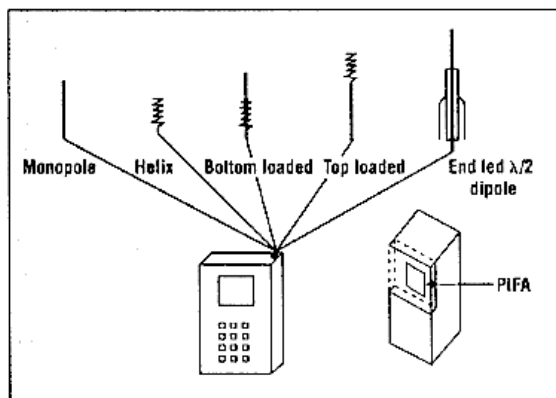 Monopole
Helix
Bottom loaded
Top loaded
End led λ/2
dipole
PIFA